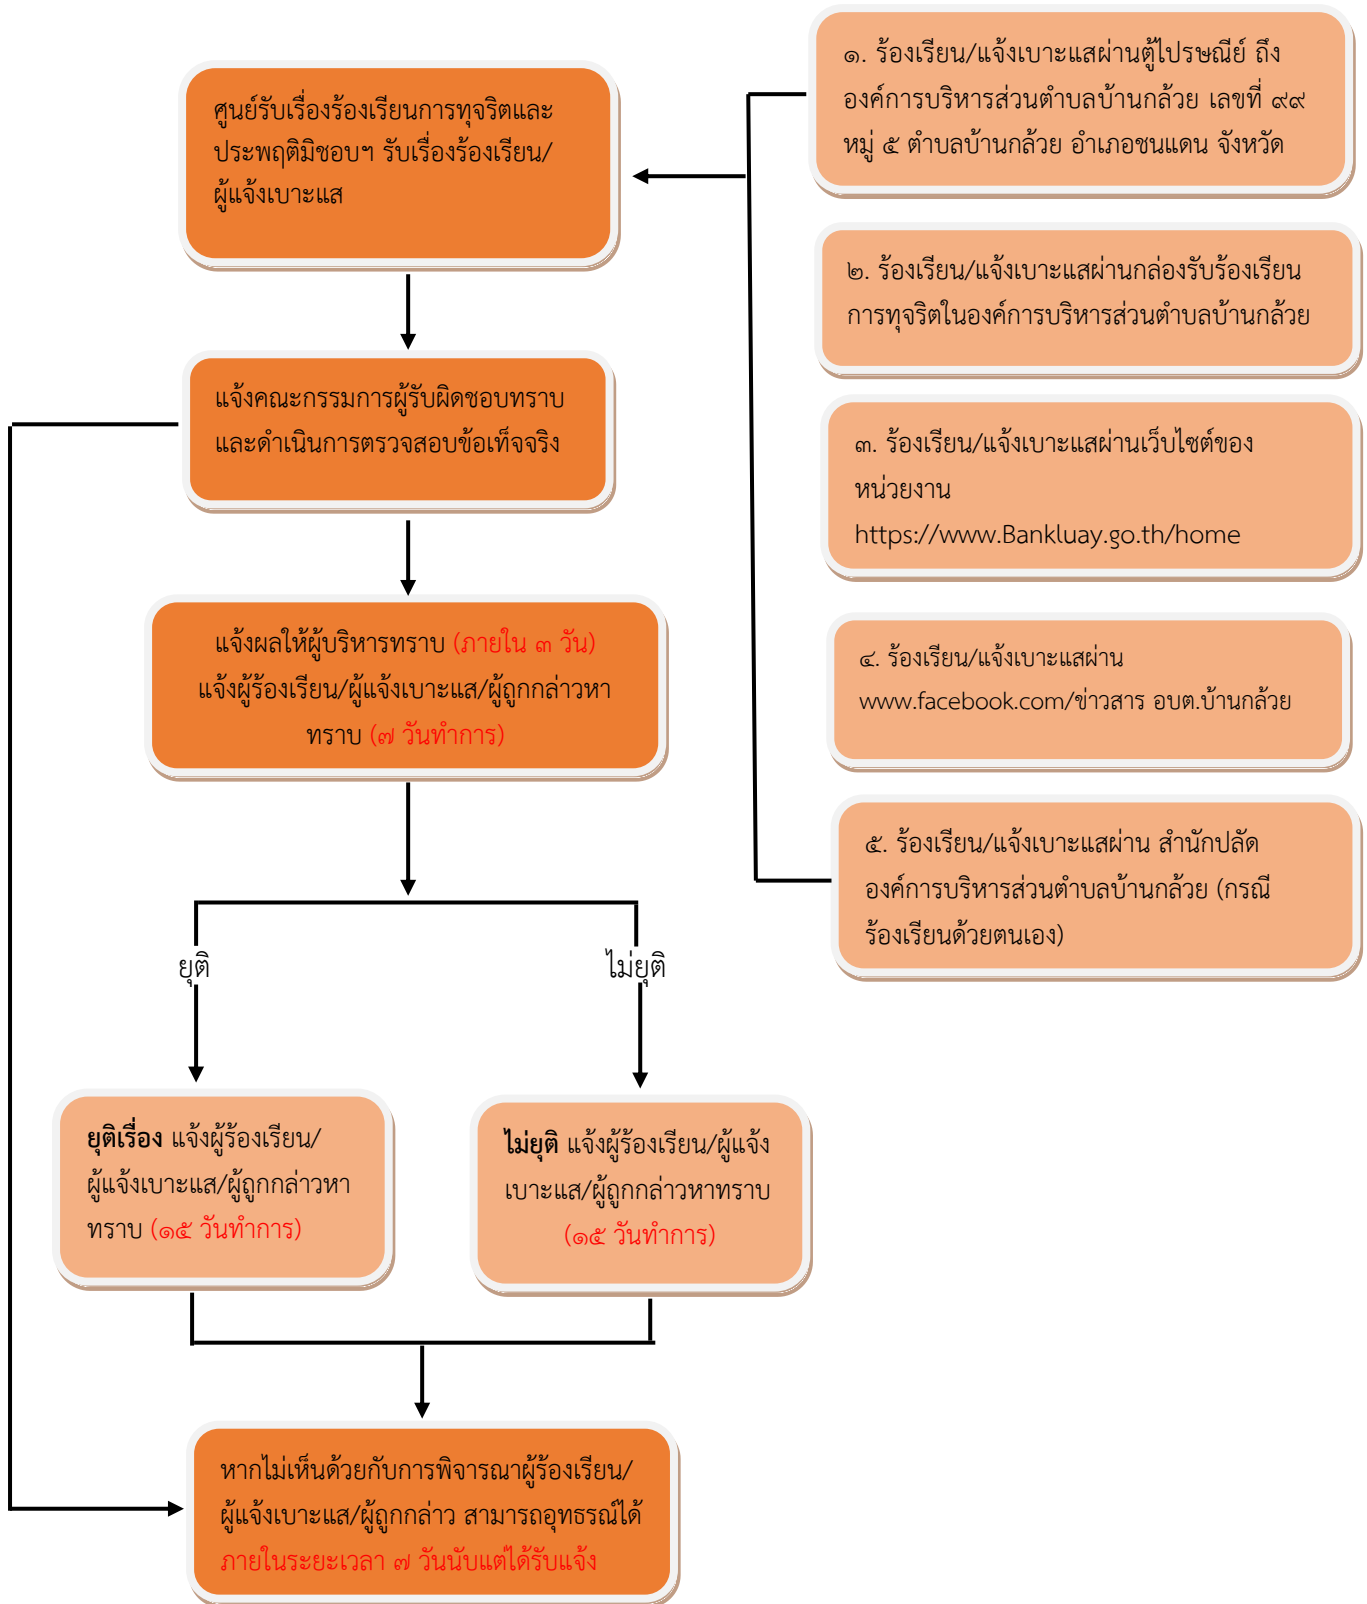 ศูนย์รับเรื่องร้องเรียนการทุจริตและ
ประพฤติมิชอบฯ รับเรื่องร้องเรียน/
ผู้แจ้งเบาะแส
แจ้งคณะกรรมการผู้รับผิดชอบทราบ
และดำเนินการตรวจสอบข้อเท็จจริง
แจ้งผลให้ผู้บริหารทราบ (ภายใน ๓ วัน)
แจ้งผู้ร้องเรียน/ผู้แจ้งเบาะแส/ผู้ถูกกล่าวหา
ทราบ (๗ วันทำการ)
ยุติ
ไม่ยุติ
ยุติเรื่อง แจ้งผู้ร้องเรียน/
ผู้แจ้งเบาะแส/ผู้ถูกกล่าวหา
ทราบ (๑๕ วันทำการ)
ไม่ยุติ แจ้งผู้ร้องเรียน/ผู้แจ้ง
เบาะแส/ผู้ถูกกล่าวหาทราบ
(๑๕ วันทำการ)
หากไม่เห็นด้วยกับการพิจารณาผู้ร้องเรียน/
ผู้แจ้งเบาะแส/ผู้ถูกกล่าว สามารถอุทธรณ์ได้
ภายในระยะเวลา ๗ วันนับแต่ได้รับแจ้ง
๑. ร้องเรียน/แจ้งเบาะแสผ่านตู้ไปรษณีย์ ถึง
องค์การบริหารส่วนตำบลบ้านกล้วย เลขที่ ๙๙
หมู่ ๕ ตำบลบ้านกล้วย อำเภอชนแดน จังหวัด
๒. ร้องเรียน/แจ้งเบาะแสผ่านกล่องรับร้องเรียน
การทุจริตในองค์การบริหารส่วนตำบลบ้านกล้วย
๓. ร้องเรียน/แจ้งเบาะแสผ่านเว็บไซต์ของ
หน่วยงาน
https://www.Bankluay.go.th/home
๔. ร้องเรียน/แจ้งเบาะแสผ่าน
www.facebook.com/ข่าวสาร อบต.บ้านกล้วย
๕. ร้องเรียน/แจ้งเบาะแสผ่าน สำนักปลัด
องค์การบริหารส่วนตำบลบ้านกล้วย (กรณี
ร้องเรียนด้วยตนเอง)